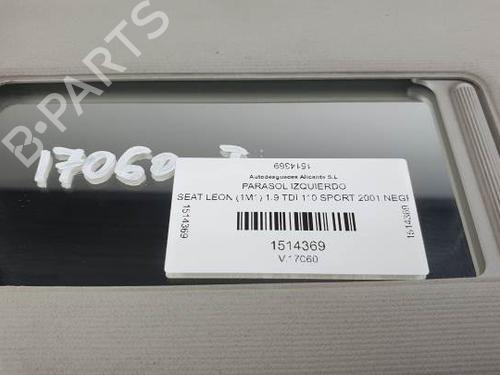 B-PARTS
17060
1514369
Autodesguaces Alicante S.L
PARASOL IZQUIERDO
SEAT LEON (1M1) 1.9 TDI 110 SPORT 2001 NEGR
1514369
1514369
1514369
V.17060